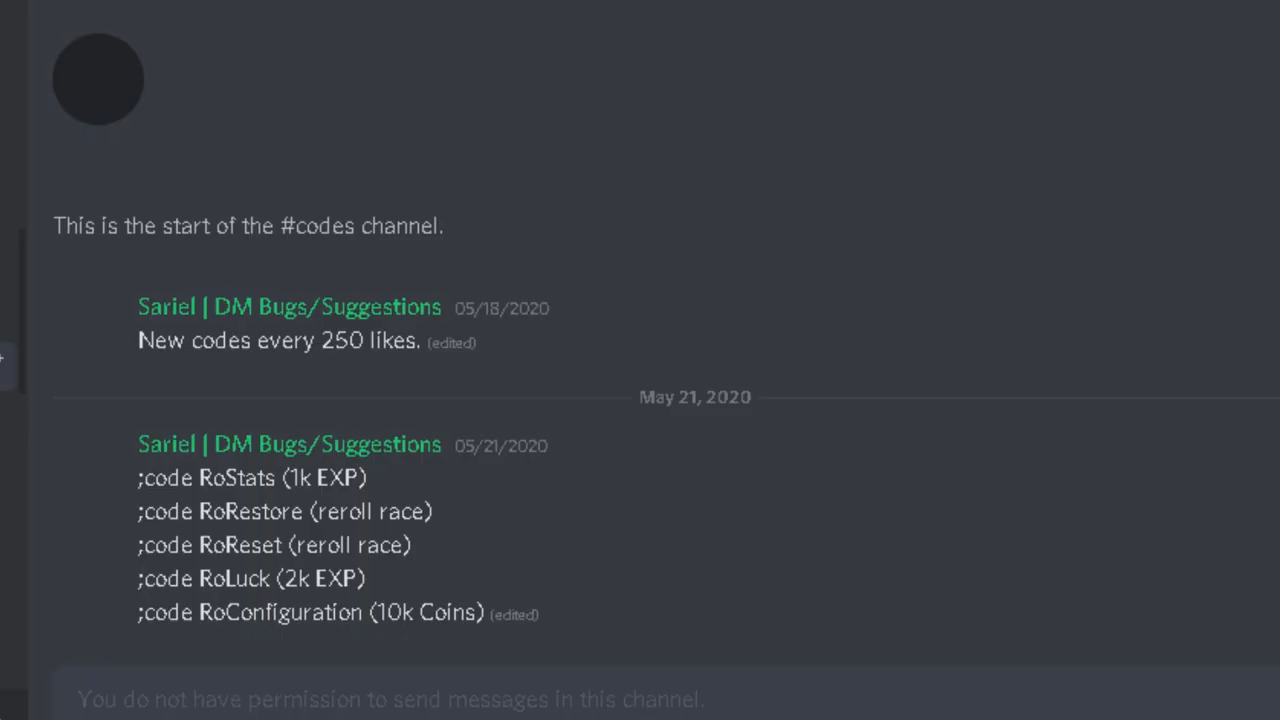 This is the start of the #codes channel.
Sariel | DM Bugs/Suggestions 05/18/2020
New codes every 250 likes. (edited)
May 21, 2020
Sariel | DM Bugs/Suggestions 05/21/2020
;code RoStats (1k EXP)
;code RoRestore (reroll race)
;code RoReset (reroll race)
;code RoLuck (2k EXP)
;code RoConfiguration (10k Coins) (edited)
You do not have permission to send messages in this channel.